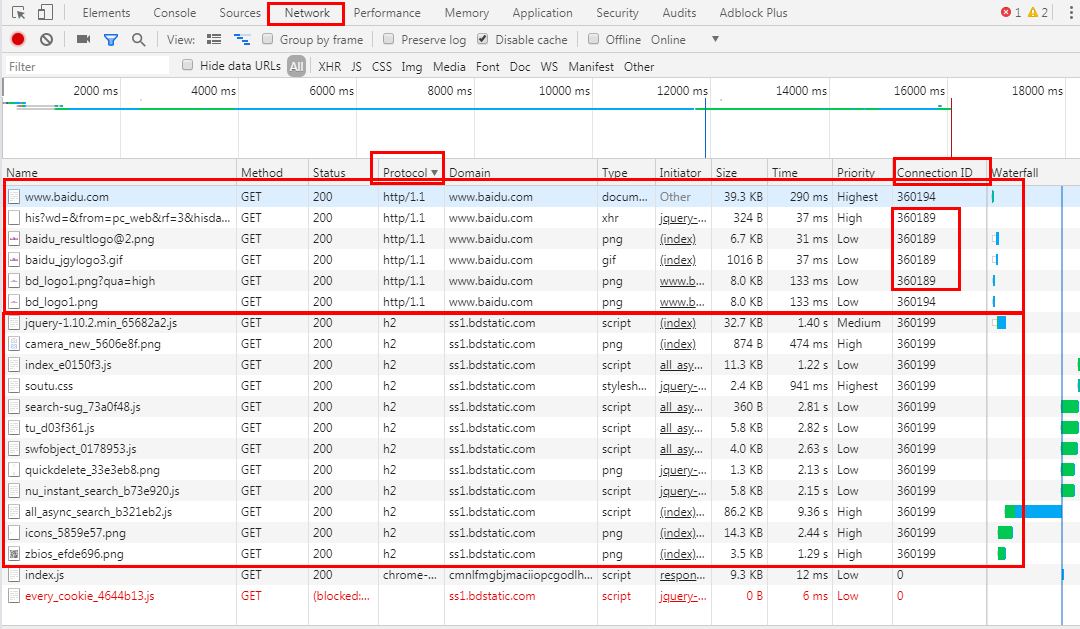 Elements Console Sources Network Performance Memory Application Security Audits Adblock Plus 1 2
View: Group by frame Preserve log Disable cache Offline Online
Filter Hide data URLs All XHR JS CSS Img Media Font Doc WS Manifest Other
2000 ms 4000 ms 6000 ms 8000 ms 10000 ms 12000 ms 14000 ms 16000 ms 18000 ms
Name Method Status Protocol Domain Type Initiator Size Time Priority Connection ID Waterfall
www.baidu.com GET 200 http/1.1 www.baidu.com docum... Other 39.3 KB 290 ms Highest 360194
his?wd=&from=pc_web&rf=3&hisda... GET 200 http/1.1 www.baidu.com xhr jquery-... 324 B 37 ms High 360189
baidu_resultlogo@2.png GET 200 http/1.1 www.baidu.com png (index) 6.7 KB 31 ms Low 360189
baidu_jgylogo3.gif GET 200 http/1.1 www.baidu.com gif (index) 1016 B 37 ms Low 360189
bd_logo1.png?qua=high GET 200 http/1.1 www.baidu.com png www.b... 8.0 KB 133 ms Low 360189
bd_logo1.png GET 200 http/1.1 www.baidu.com png www.b... 8.0 KB 133 ms Low 360194
jquery-1.10.2.min_65682a2.js GET 200 h2 ss1.bdstatic.com script (index) 32.7 KB 1.40 s Medium 360199
camera_new_5606e8f.png GET 200 h2 ss1.bdstatic.com png (index) 874 B 474 ms High 360199
index_e0150f3.js GET 200 h2 ss1.bdstatic.com script all_asy... 11.3 KB 1.22 s Low 360199
soutu.css GET 200 h2 ss1.bdstatic.com stylesh... jquery-... 2.4 KB 941 ms Highest 360199
search-sug_73a0f48.js GET 200 h2 ss1.bdstatic.com script all_asy... 360 B 2.81 s Low 360199
tu_d03f361.js GET 200 h2 ss1.bdstatic.com script all_asy... 5.8 KB 2.82 s Low 360199
swfobject_0178953.js GET 200 h2 ss1.bdstatic.com script all_asy... 4.0 KB 2.63 s Low 360199
quickdelete_33e3eb8.png GET 200 h2 ss1.bdstatic.com png jquery-... 1.3 KB 2.13 s Low 360199
nu_instant_search_b73e920.js GET 200 h2 ss1.bdstatic.com script jquery-... 5.8 KB 2.15 s Low 360199
all_async_search_b321eb2.js GET 200 h2 ss1.bdstatic.com script (index)... 86.2 KB 9.36 s High 360199
icons_5859e57.png GET 200 h2 ss1.bdstatic.com png (index)... 14.3 KB 2.44 s High 360199
zbios_efde696.png GET 200 h2 ss1.bdstatic.com png (index)... 3.5 KB 1.29 s High 360199
index.js GET 200 chrome-... cmnlfmgbjmaciiopcgodlh... script respon... 9.3 KB 12 ms Low 0
every_cookie_4644b13.js GET (blocked:... ss1.bdstatic.com jquery-... 0 B 6 ms Low 0